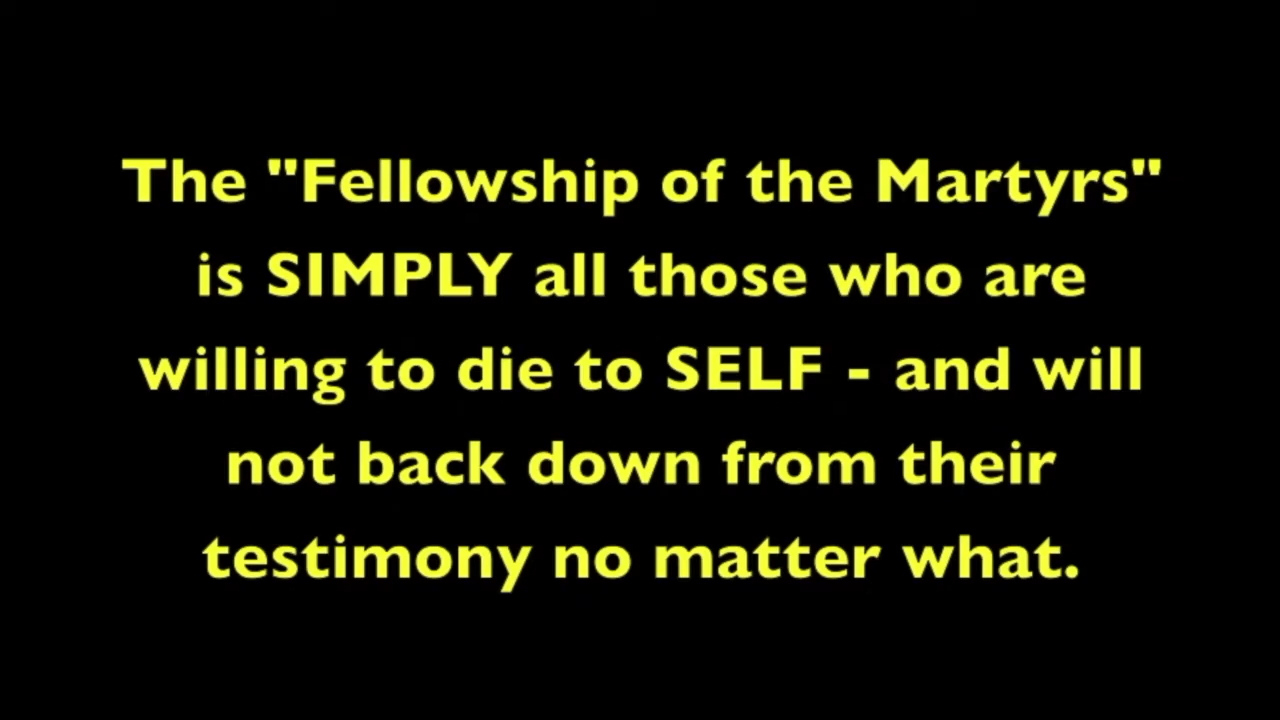 The "Fellowship of the Martyrs"
is SIMPLY all those who are
willing to die to SELF - and will
not back down from their
testimony no matter what.